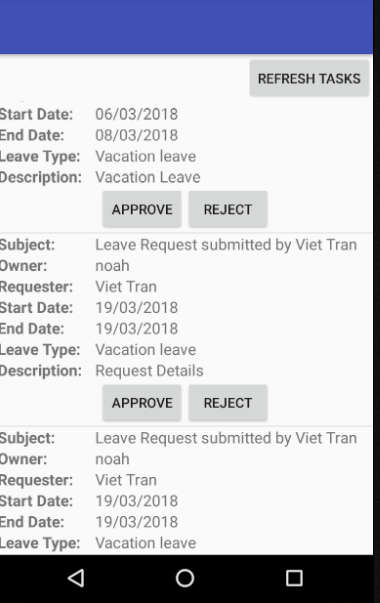 REFRESH TASKS
Start Date: 06/03/2018
End Date: 08/03/2018
Leave Type: Vacation leave
Description: Vacation Leave
APPROVE REJECT
Subject: Leave Request submitted by Viet Tran
Owner: noah
Requester: Viet Tran
Start Date: 19/03/2018
End Date: 19/03/2018
Leave Type: Vacation leave
Description: Request Details
APPROVE REJECT
Subject: Leave Request submitted by Viet Tran
Owner: noah
Requester: Viet Tran
Start Date: 19/03/2018
End Date: 19/03/2018
Leave Type: Vacation leave